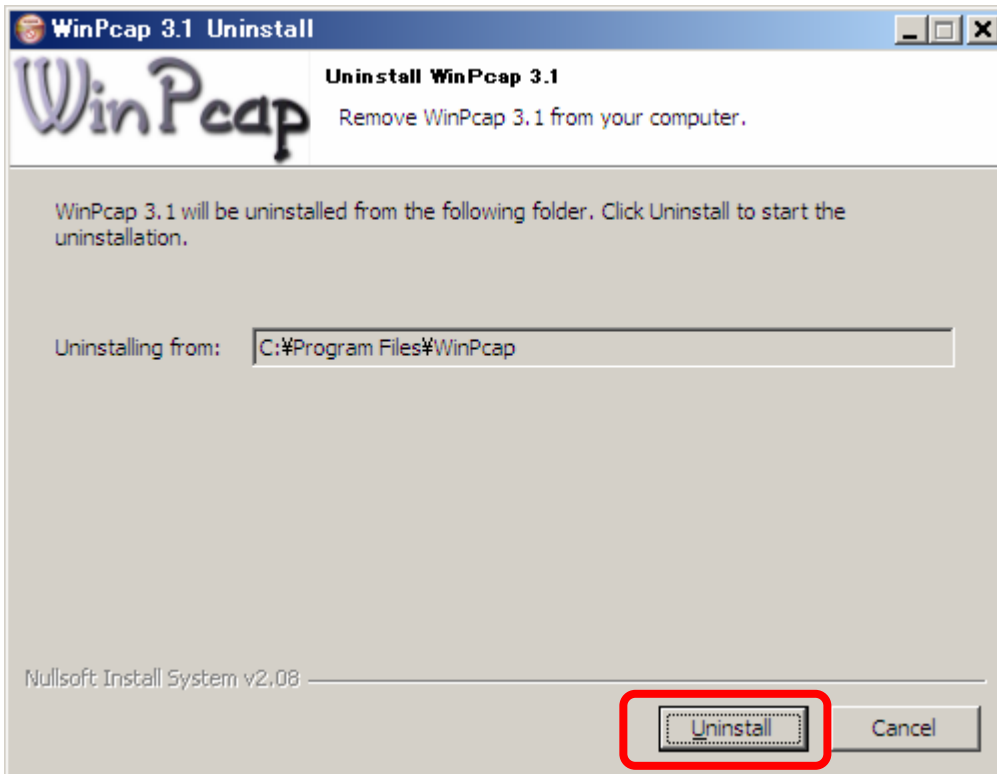 WinPcap 3.1 Uninstall
WinPcap
Uninstall WinPcap 3.1
Remove WinPcap 3.1 from your computer.
WinPcap 3.1 will be uninstalled from the following folder. Click Uninstall to start the
uninstallation.
Uninstalling from: C:¥Program Files¥WinPcap
Nullsoft Install System v2.08
Uninstall Cancel